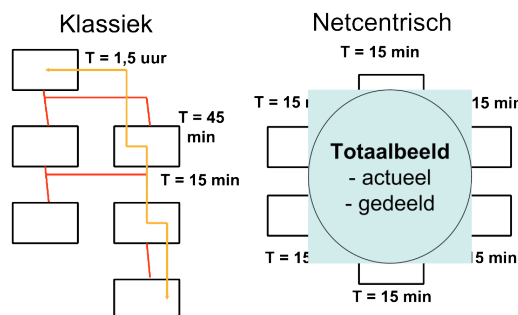 Klassiek
T = 1,5 uur
T = 45
min
T = 15 min
Netcentrisch
T = 15 min
T = 15
15 min
Totaalbeeld
- actueel
- gedeeld
T = 15
15 min
T = 15 min